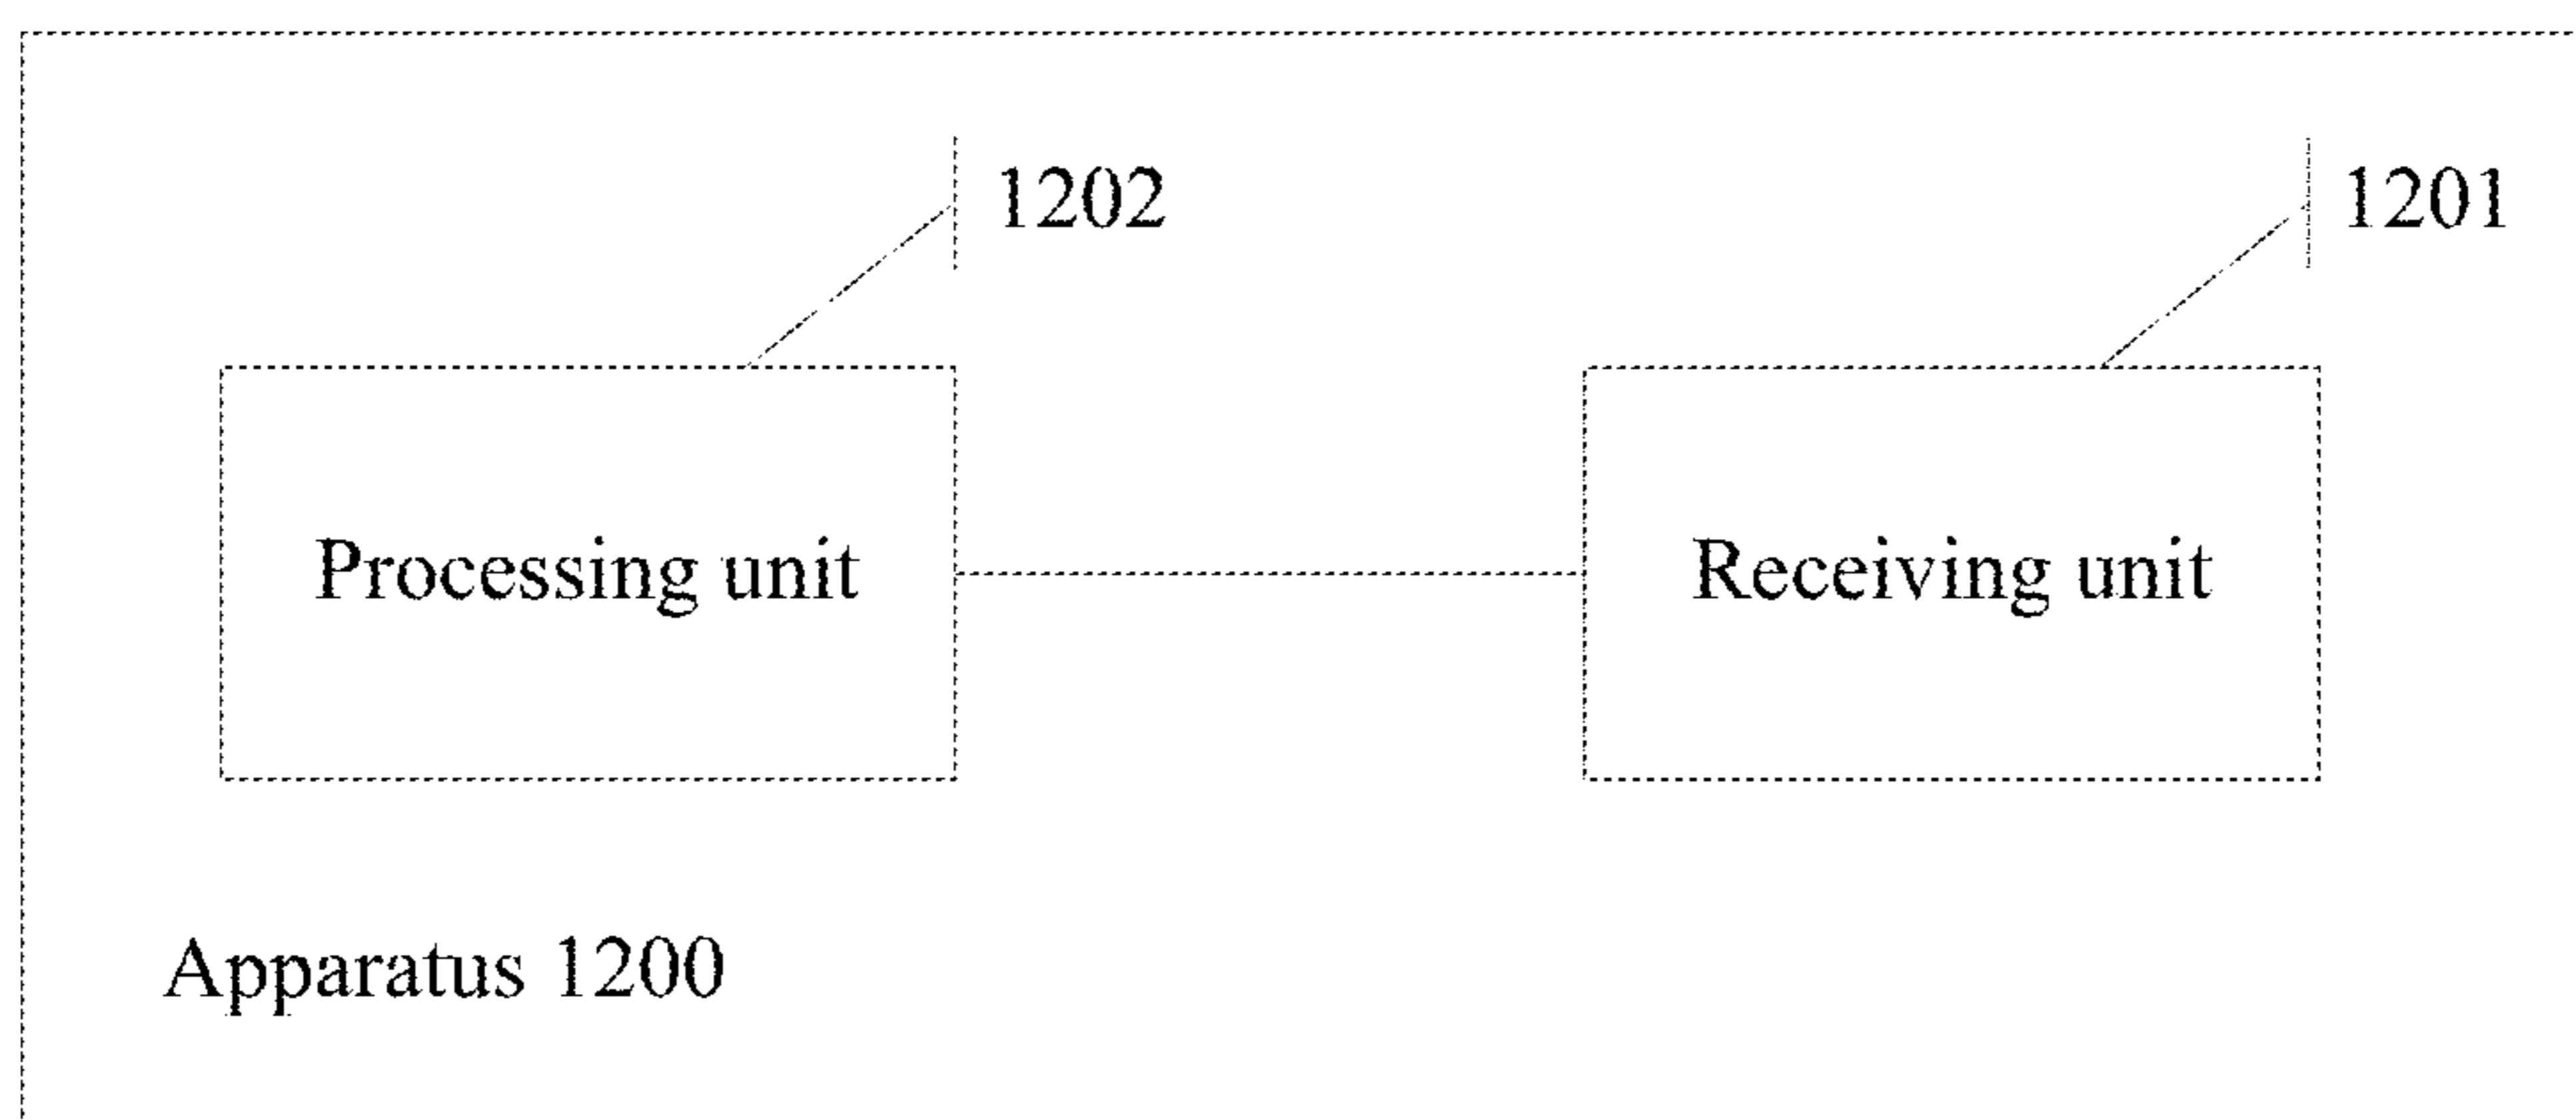 1202
1201
Processing unit
Receiving unit
Apparatus 1200